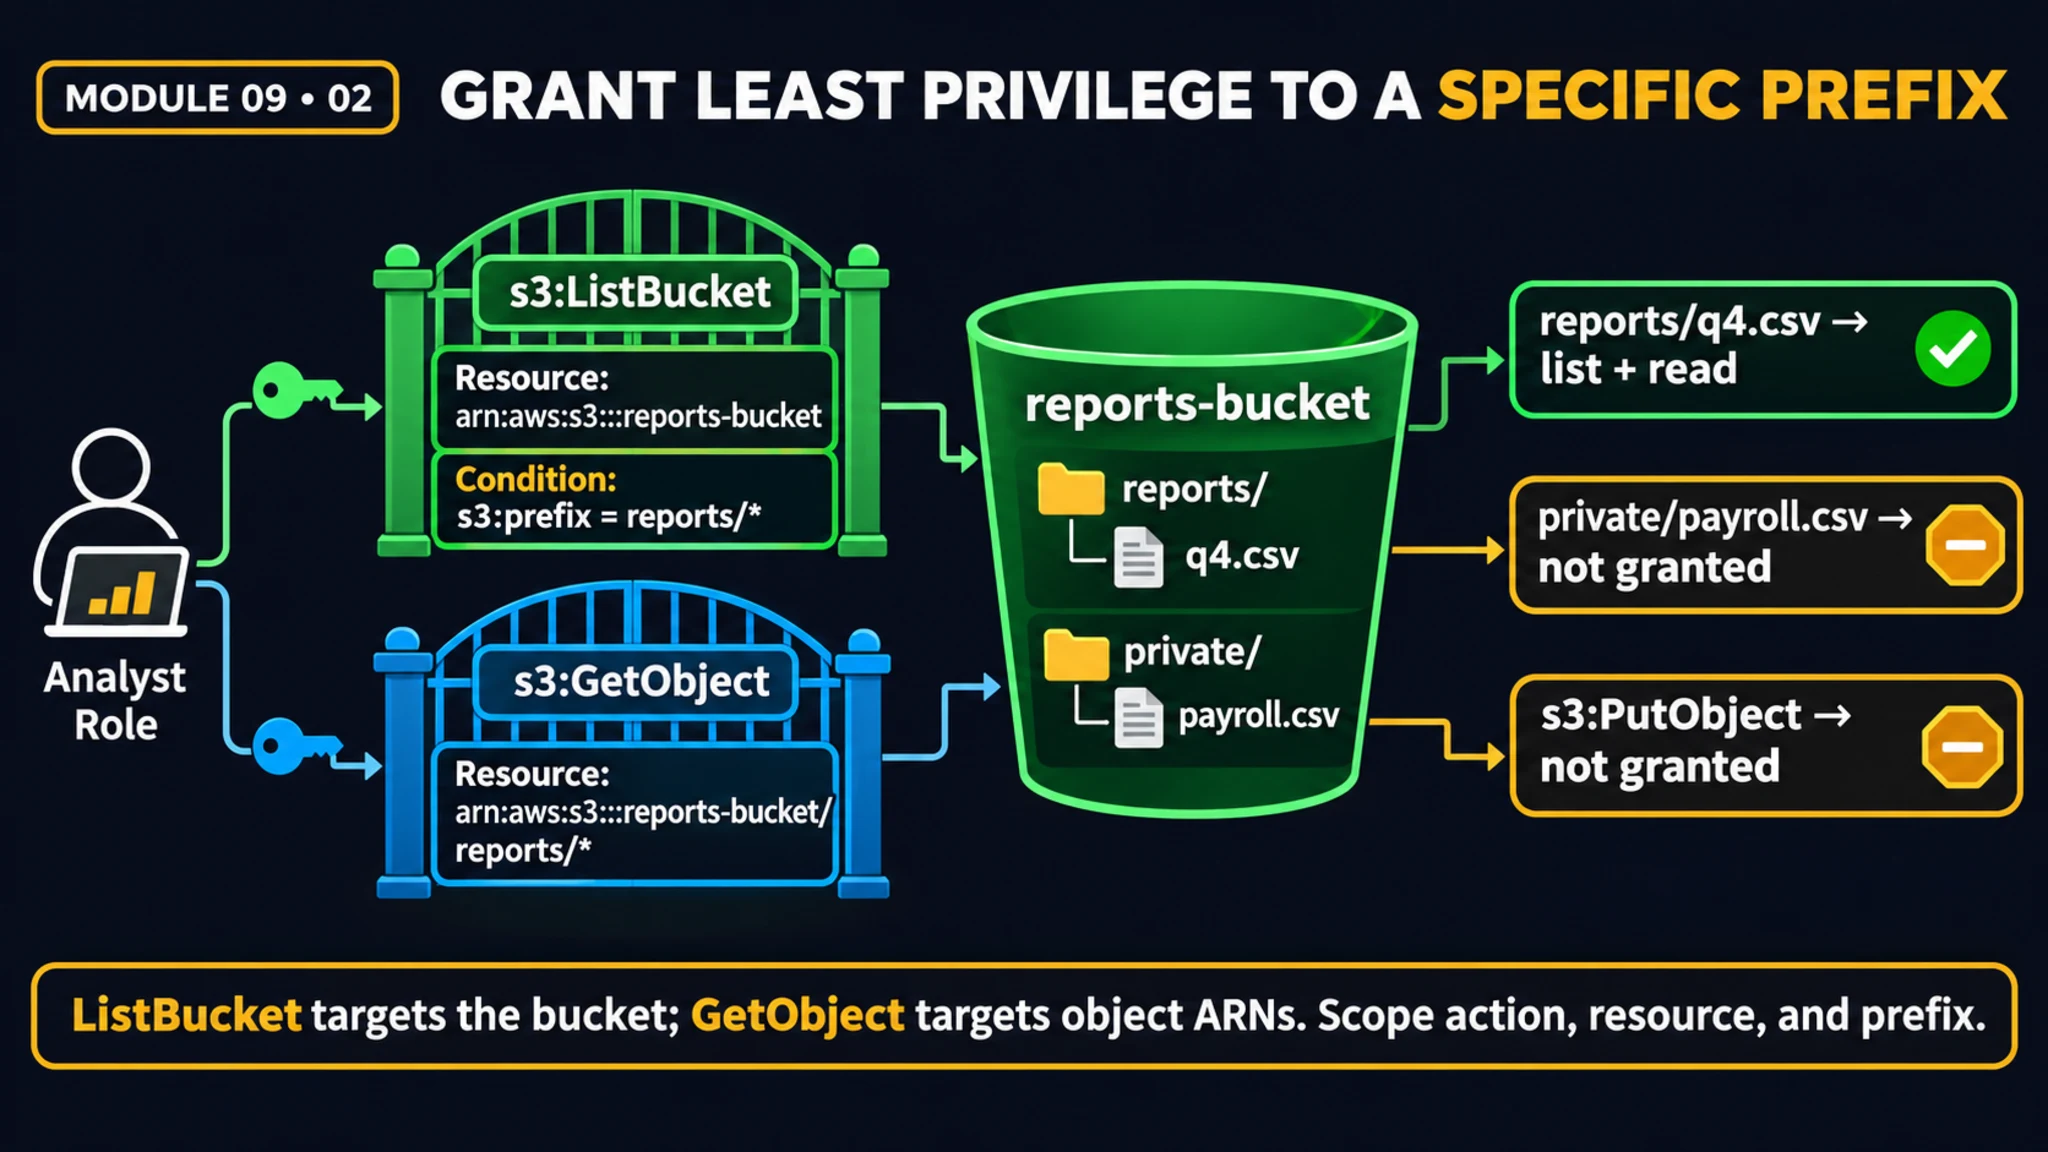 MODULE 09 • 02
GRANT LEAST PRIVILEGE TO A SPECIFIC PREFIX
Analyst
Role
s3:ListBucket
Resource:
arn:aws:s3:::reports-bucket
Condition:
s3:prefix = reports/*
s3:GetObject
Resource:
arn:aws:s3:::reports-bucket/
reports/*
reports-bucket
reports/
q4.csv
private/
payroll.csv
reports/q4.csv →
list + read
private/payroll.csv →
not granted
s3:PutObject →
not granted
ListBucket targets the bucket; GetObject targets object ARNs. Scope action, resource, and prefix.